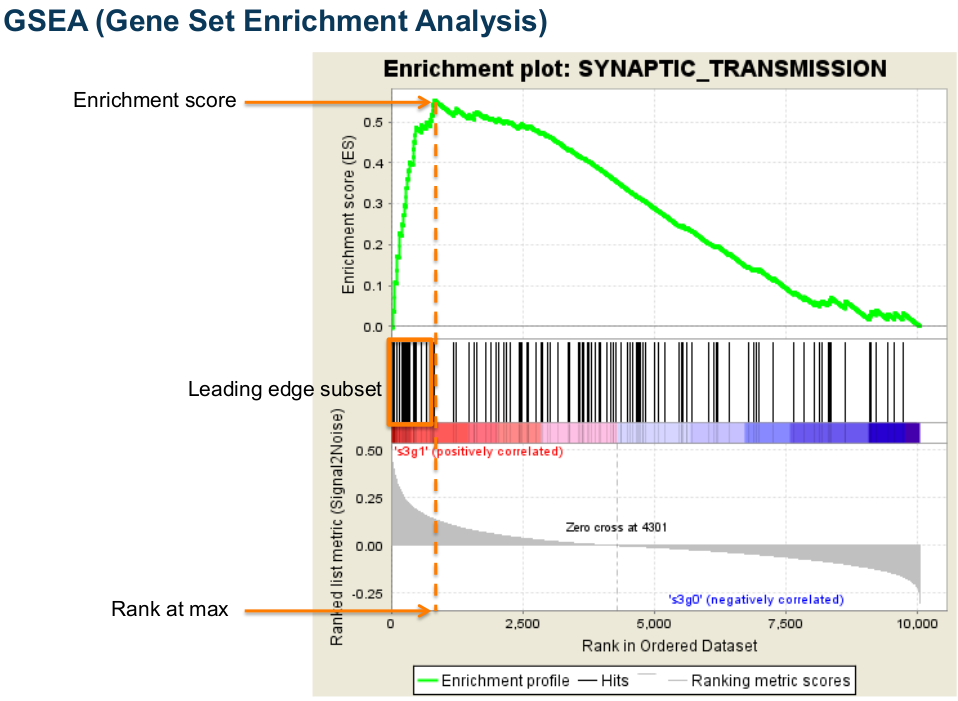 GSEA (Gene Set Enrichment Analysis)
Enrichment plot: SYNAPTIC_TRANSMISSION
Enrichment score
Enrichment score (ES)
0.5
0.4
0.3
0.2
0.1
0.0
Leading edge subset
Ranked list metric (Signal2Noise)
0.50
0.25
0.00
-0.25
's3g1' (positively correlated)
Zero cross at 4301
's3g0' (negatively correlated)
Rank at max
0
2,500
5,000
7,500
10,000
Rank in Ordered Dataset
Enrichment profile
Hits
Ranking metric scores